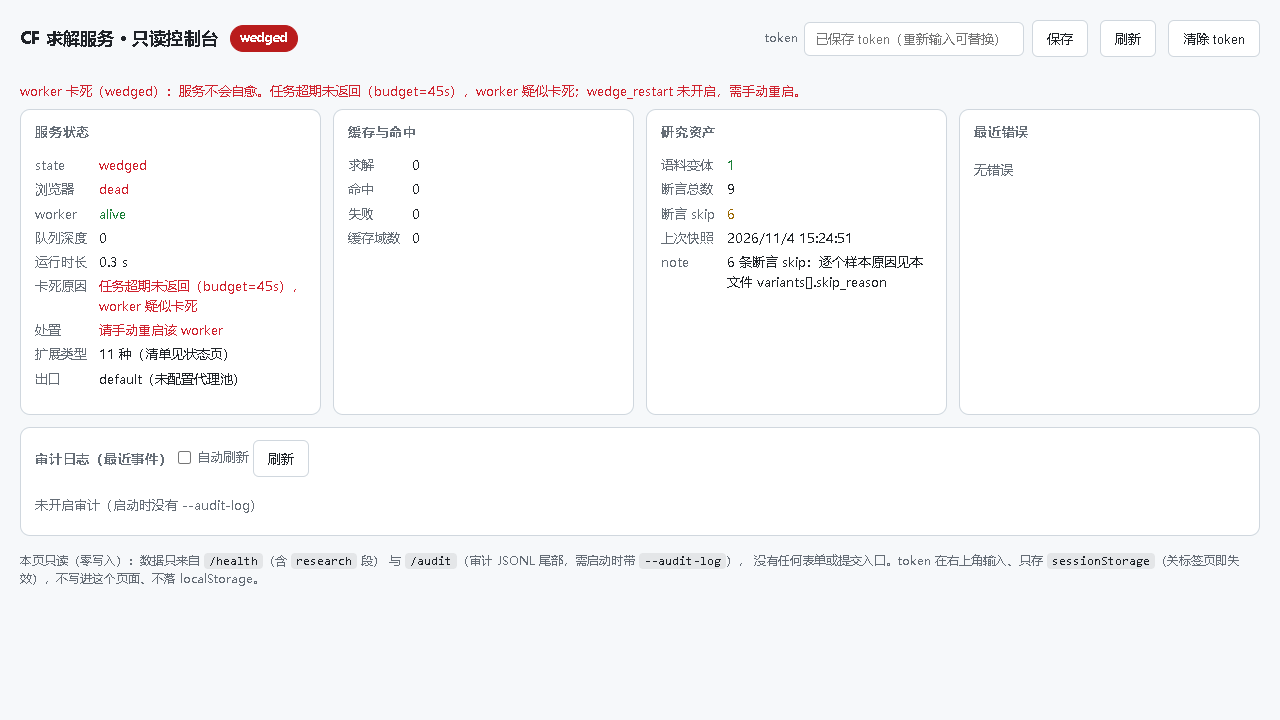 CF 求解服务 · 只读控制台
wedged
token
已保存 token（重新输入可替换）
保存
刷新
清除 token
worker 卡死（wedged）：服务不会自愈。任务超期未返回（budget=45s），worker 疑似卡死；wedge_restart 未开启，需手动重启。
服务状态
state wedged
浏览器 dead
worker alive
队列深度 0
运行时长 0.3 s
卡死原因 任务超期未返回（budget=45s），
worker 疑似卡死
处置 请手动重启该 worker
扩展类型 11 种（清单见状态页）
出口 default（未配置代理池）
缓存与命中
求解 0
命中 0
失败 0
缓存域数 0
研究资产
语料变体 1
断言总数 9
断言 skip 6
上次快照 2026/11/4 15:24:51
note 6 条断言 skip：逐个样本原因见本
文件 variants[].skip_reason
最近错误
无错误
审计日志（最近事件） 自动刷新 刷新
未开启审计（启动时没有 --audit-log）
本页只读（零写入）：数据只来自 /health（含 research 段） 与 /audit（审计 JSONL 尾部，需启动时带 --audit-log）， 没有任何表单或提交入口。token 在右上角输入、只存 sessionStorage（关标签页即失
效），不写进这个页面、不落 localStorage。